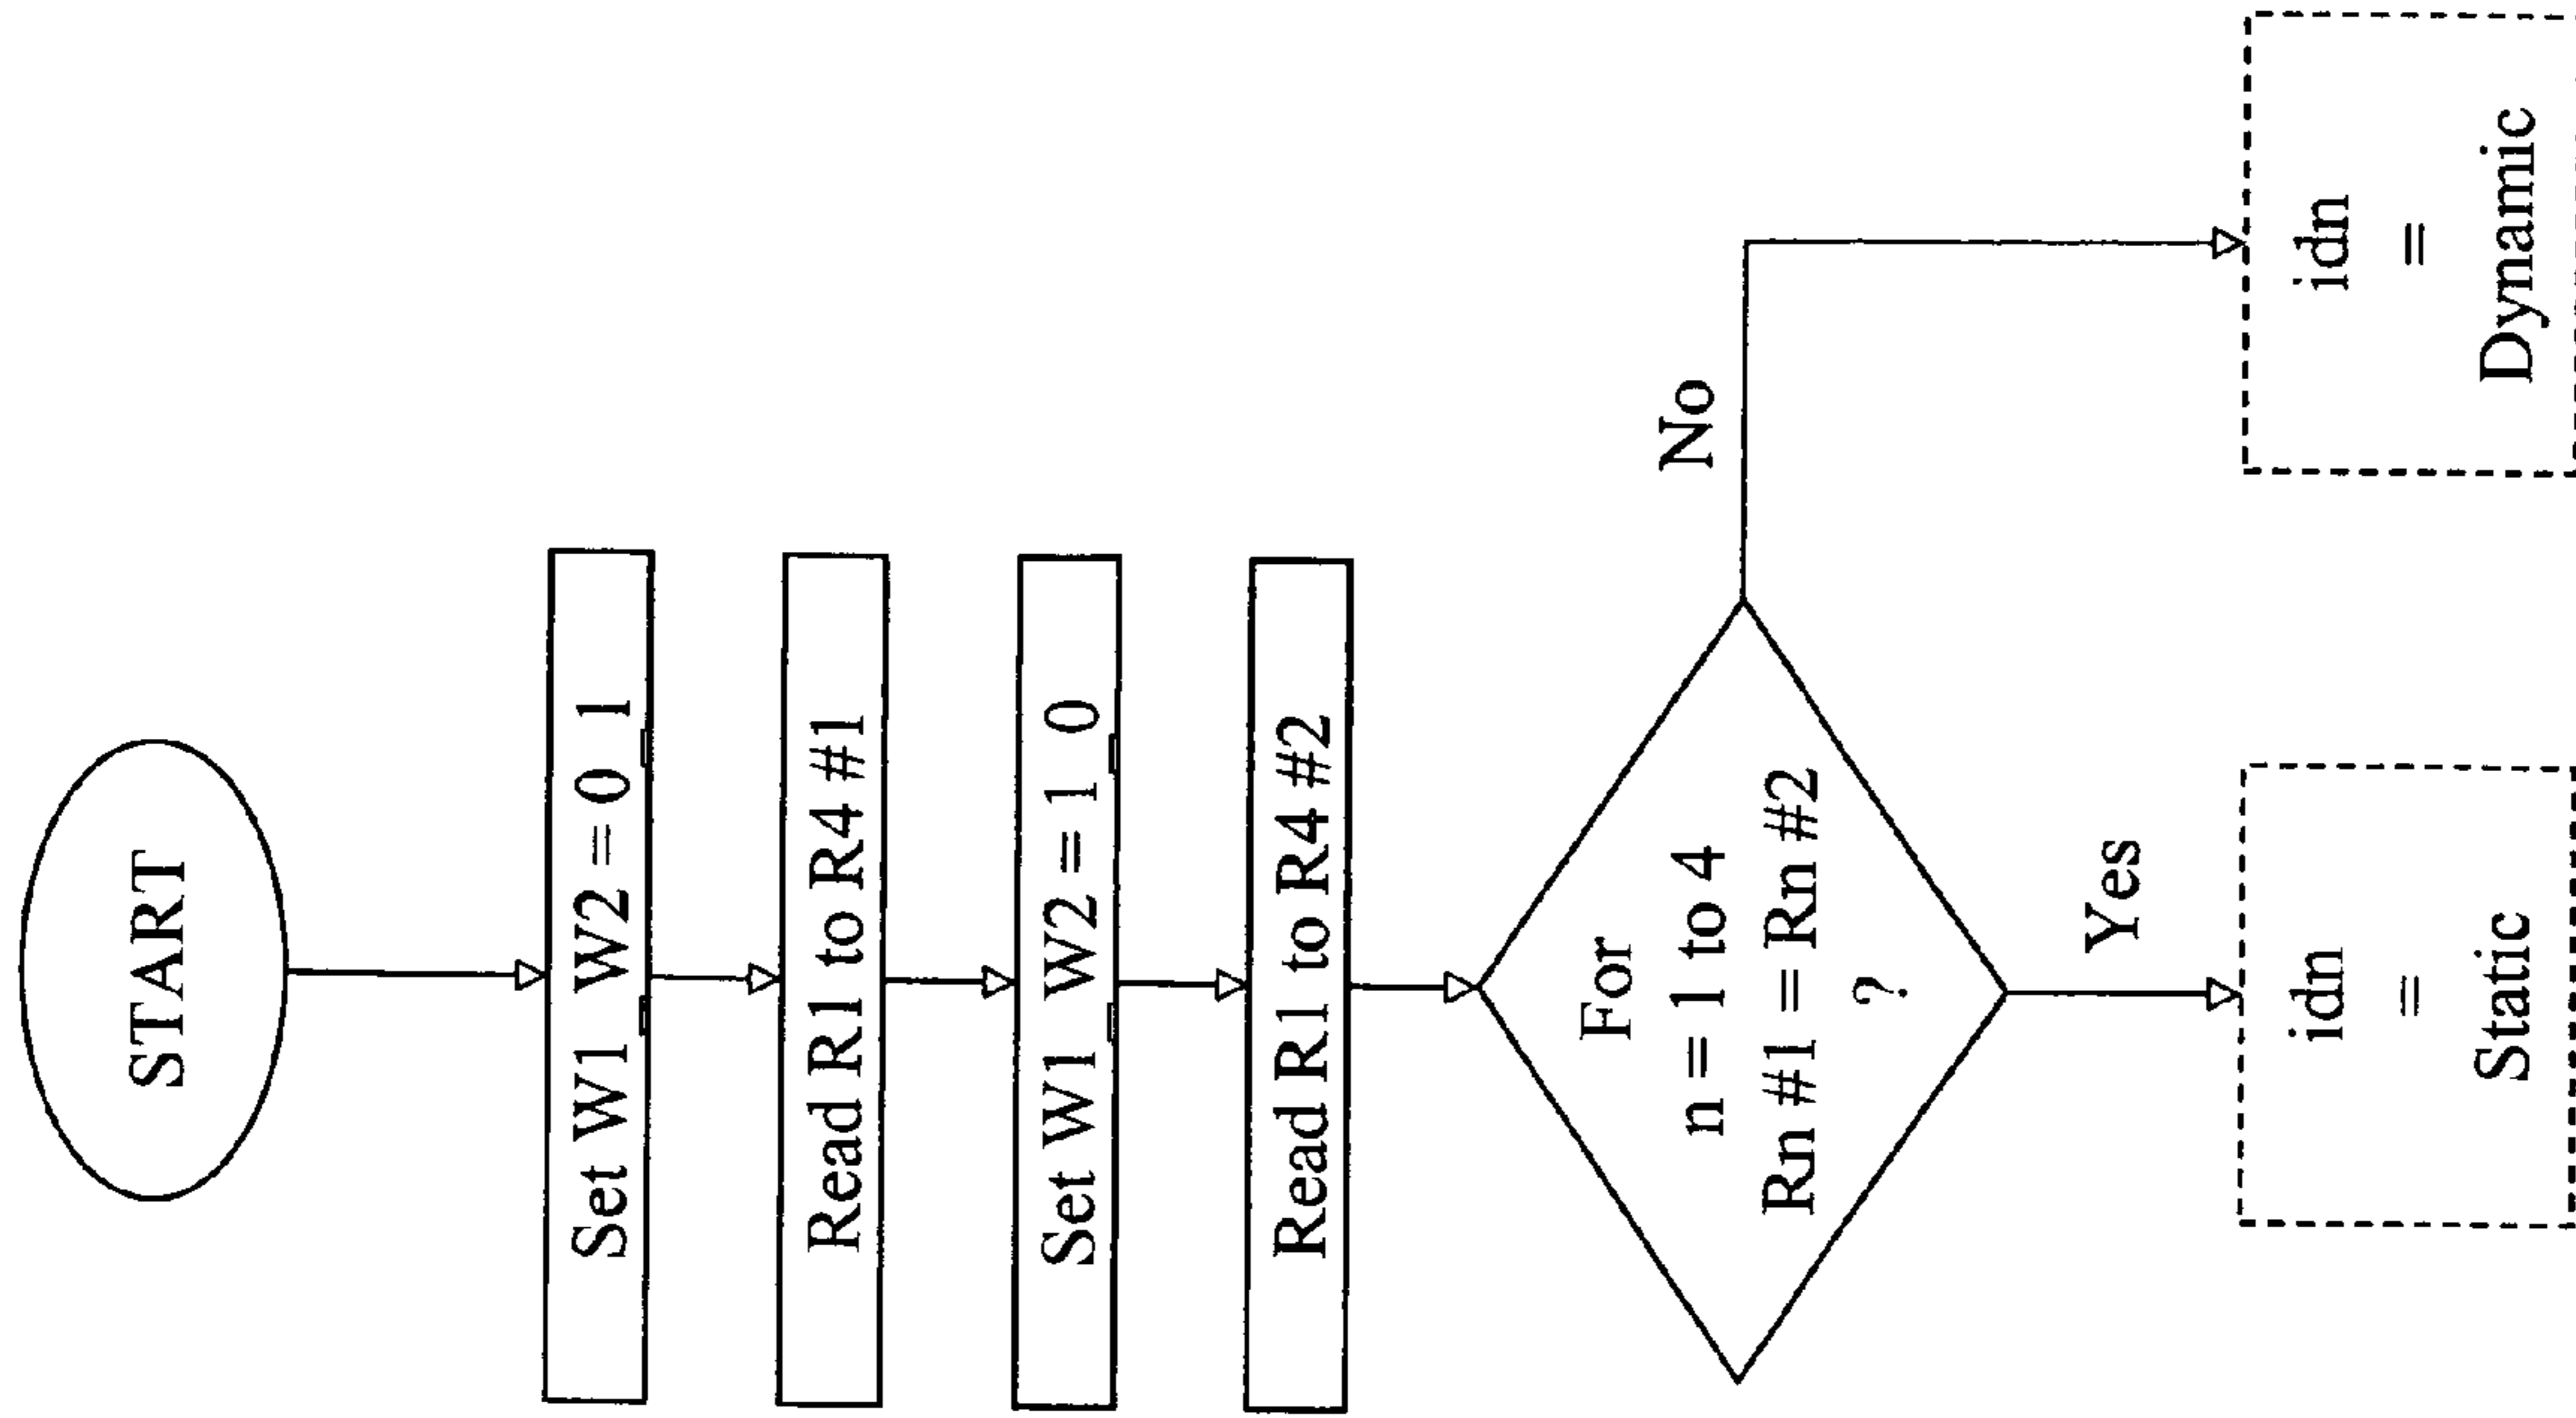 START
Set W1_W2 = 0_1
Read R1 to R4 #1
Set W1_W2 = 1_0
Read R1 to R4 #2
For
n = 1 to 4
Rn #1 = Rn #2
?
No
Yes
idn
=
Static
idn
=
Dynamic